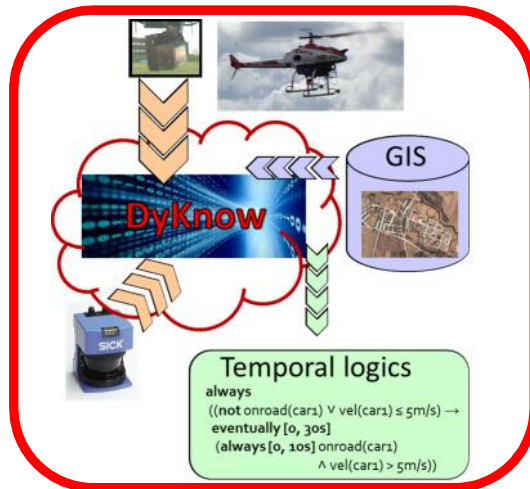 GIS
DyKnow
SICK
Temporal logics
always
((not onroad(car1) ∨ vel(car1) ≤ 5m/s) →
eventually [0, 30s]
(always [0, 10s] onroad(car1)
∧ vel(car1) > 5m/s))